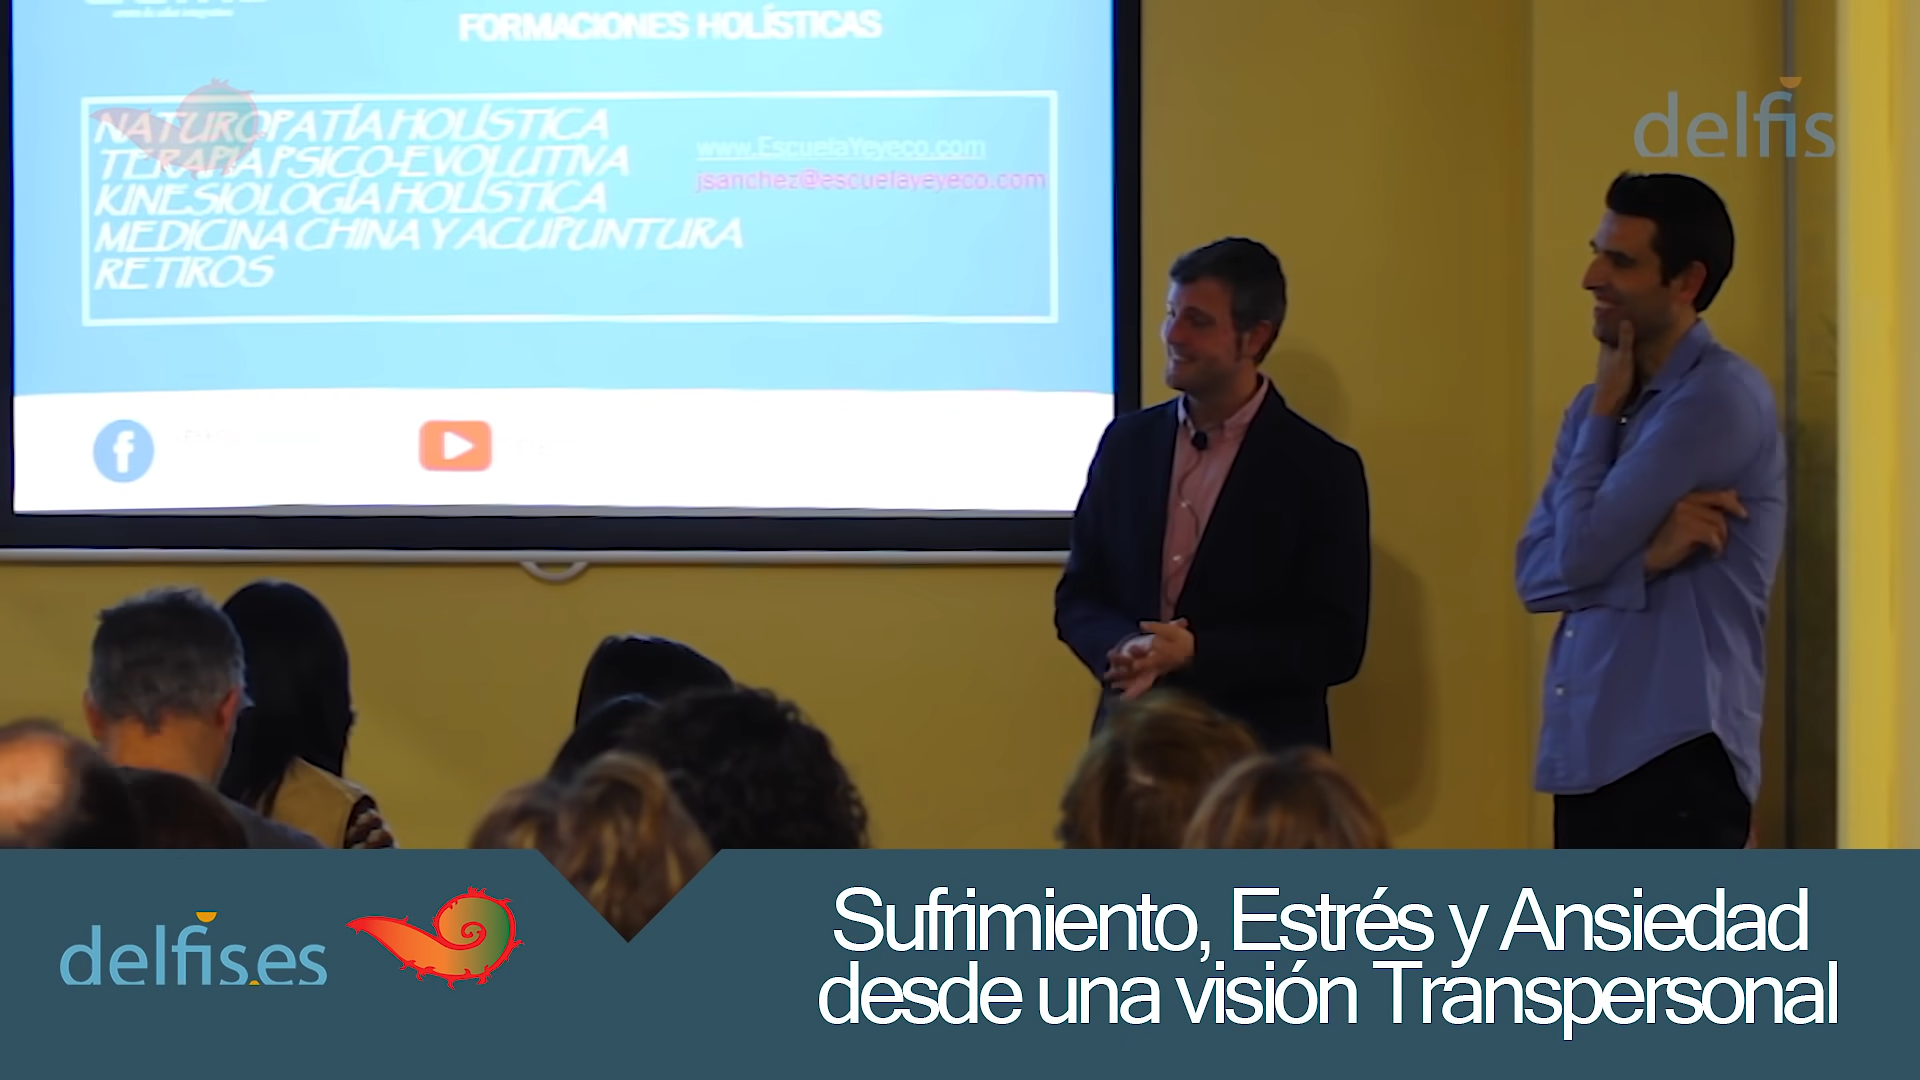 FORMACIONES HOLÍSTICAS
NATUROPATÍA HOLÍSTICA
TERAPIA PSICO-EVOLUTIVA
KINESIOLOGÍA HOLÍSTICA
MEDICINA CHINA Y ACUPUNTURA
RETIROS
www.EscuelaYeyeco.com
jsanchez@escuelayeyeco.com
f
delfis
delfis.es
Sufrimiento, Estrés y Ansiedad
desde una visión Transpersonal